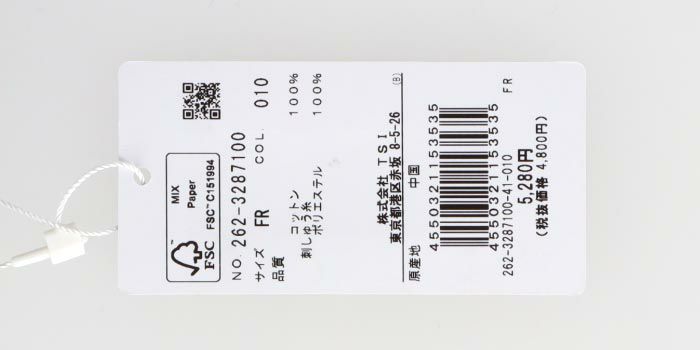 MIX
Paper
FSC™ C151994
FSC
NO. 262-3287100
サイズ FR COL. 010
品質
コットン 100%
刺しゅう糸
ポリエステル 100%
(B)
株式会社 TSI
東京都港区赤坂 8-5-26
原産地 中国
4550321153535
4550321153535
262-3287100-41-010
FR
5,280円
(税抜価格 4,800円)